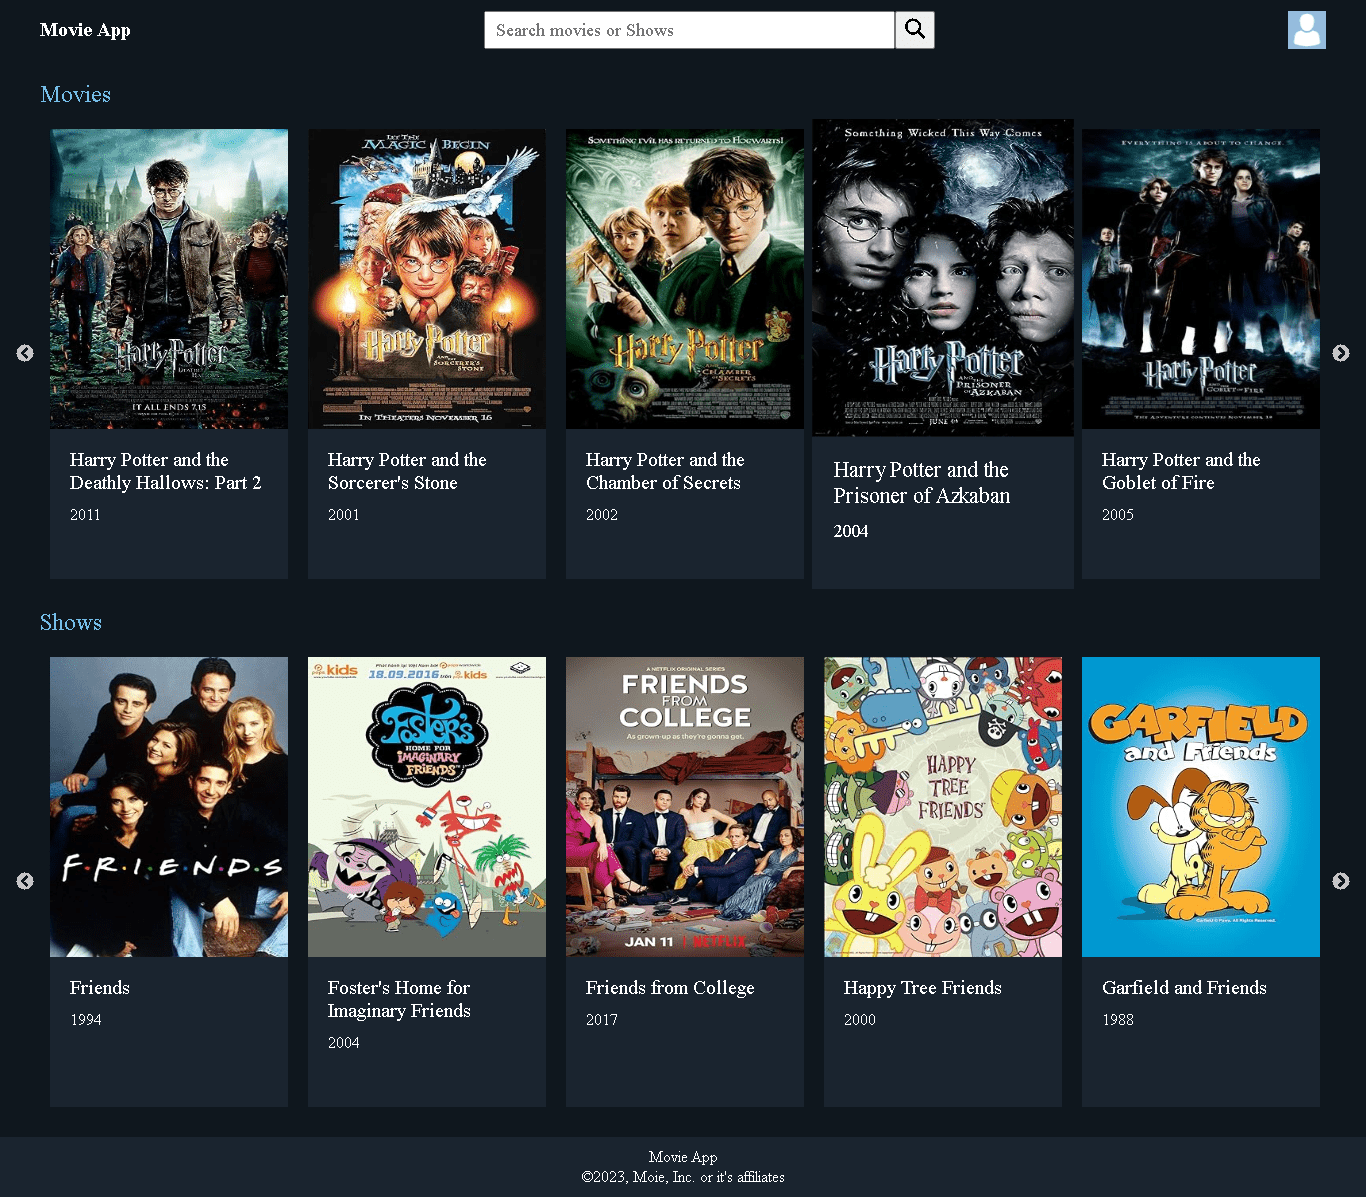 Movie App
Search movies or Shows
Movies
LET THE
MAGIC BEGIN
SOMETHING EVIL HAS RETURNED TO HOGWARTS!
Something Wicked This Way Comes
EVERYTHING IS ABOUT TO CHANGE.
Harry Potter
IT ALL ENDS 7.15
Harry Potter
AND THE
SORCERER'S
STONE
IN THEATERS NOVEMBER 16
Harry Potter
AND THE
CHAMBER OF
SECRETS
Harry Potter
AND THE
PRISONER OF
AZKABAN
JUNE
Harry Potter
AND THE
GOBLET OF FIRE
Harry Potter and the
Deathly Hallows: Part 2
2011
Harry Potter and the
Sorcerer's Stone
2001
Harry Potter and the
Chamber of Secrets
2002
Harry Potter and the
Prisoner of Azkaban
2004
Harry Potter and the
Goblet of Fire
2005
Shows
F·R·I·E·N·D·S
kids
18.09.2016
kids
Foster's
HOME FOR
IMAGINARY
FRIENDS
A NETFLIX ORIGINAL SERIES
FRIENDS
FROM
COLLEGE
As grown-up as they're gonna get.
JAN 11 | NETFLIX
HAPPY
TREE
FRIENDS
GARFIELD
and Friends
Friends
1994
Foster's Home for
Imaginary Friends
2004
Friends from College
2017
Happy Tree Friends
2000
Garfield and Friends
1988
Movie App
©2023, Moie, Inc. or it's affiliates